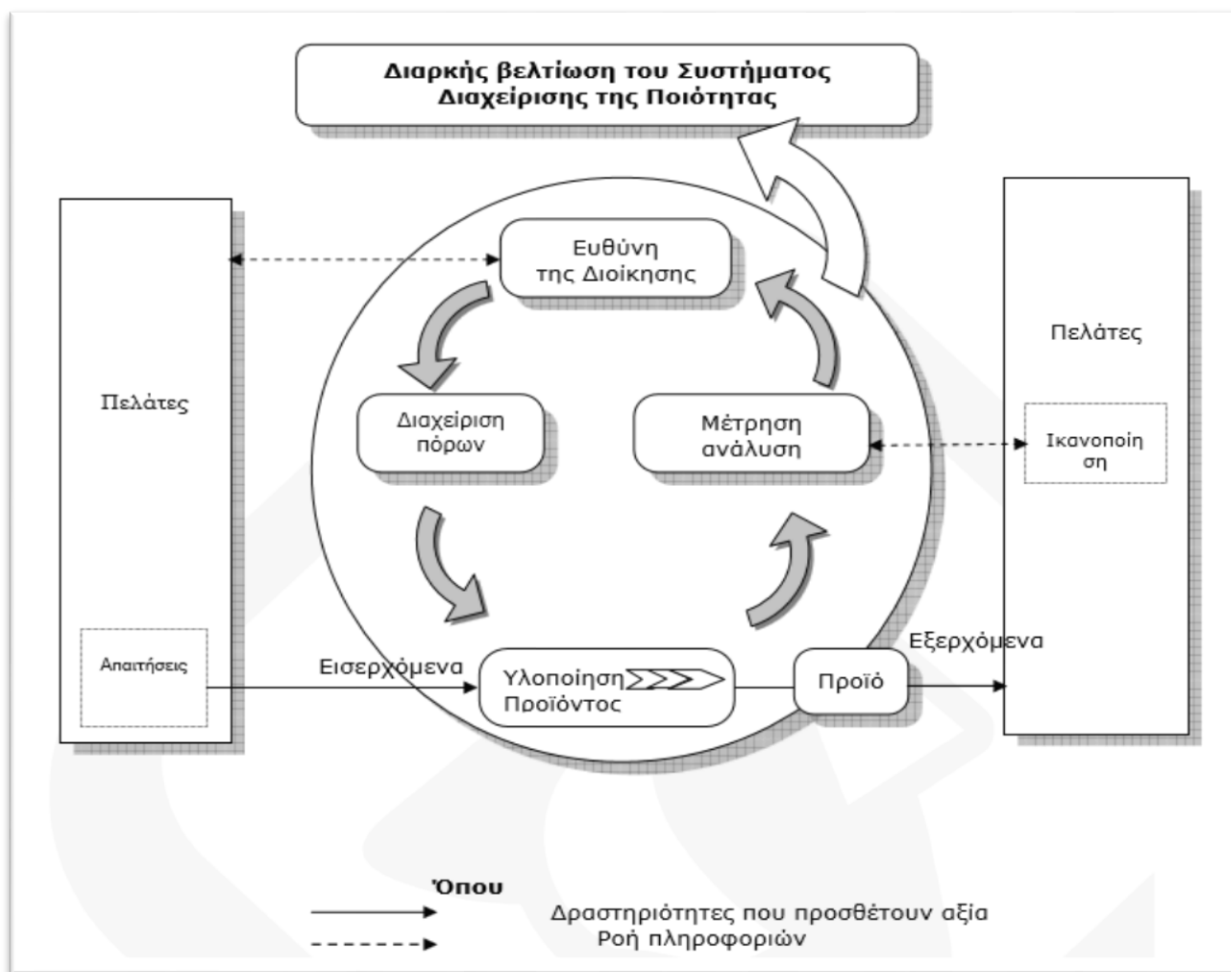 Διαρκής βελτίωση του Συστήματος
Διαχείρισης της Ποιότητας
Ευθύνη
της Διοίκησης
Πελάτες
Πελάτες
Διαχείριση
πόρων
Μέτρηση
ανάλυση
Ικανοποίη
ση
Απαιτήσεις
Εισερχόμενα
Υλοποίηση
Προϊόντος
Προϊό
Εξερχόμενα
Όπου
Δραστηριότητες που προσθέτουν αξία
Ροή πληροφοριών